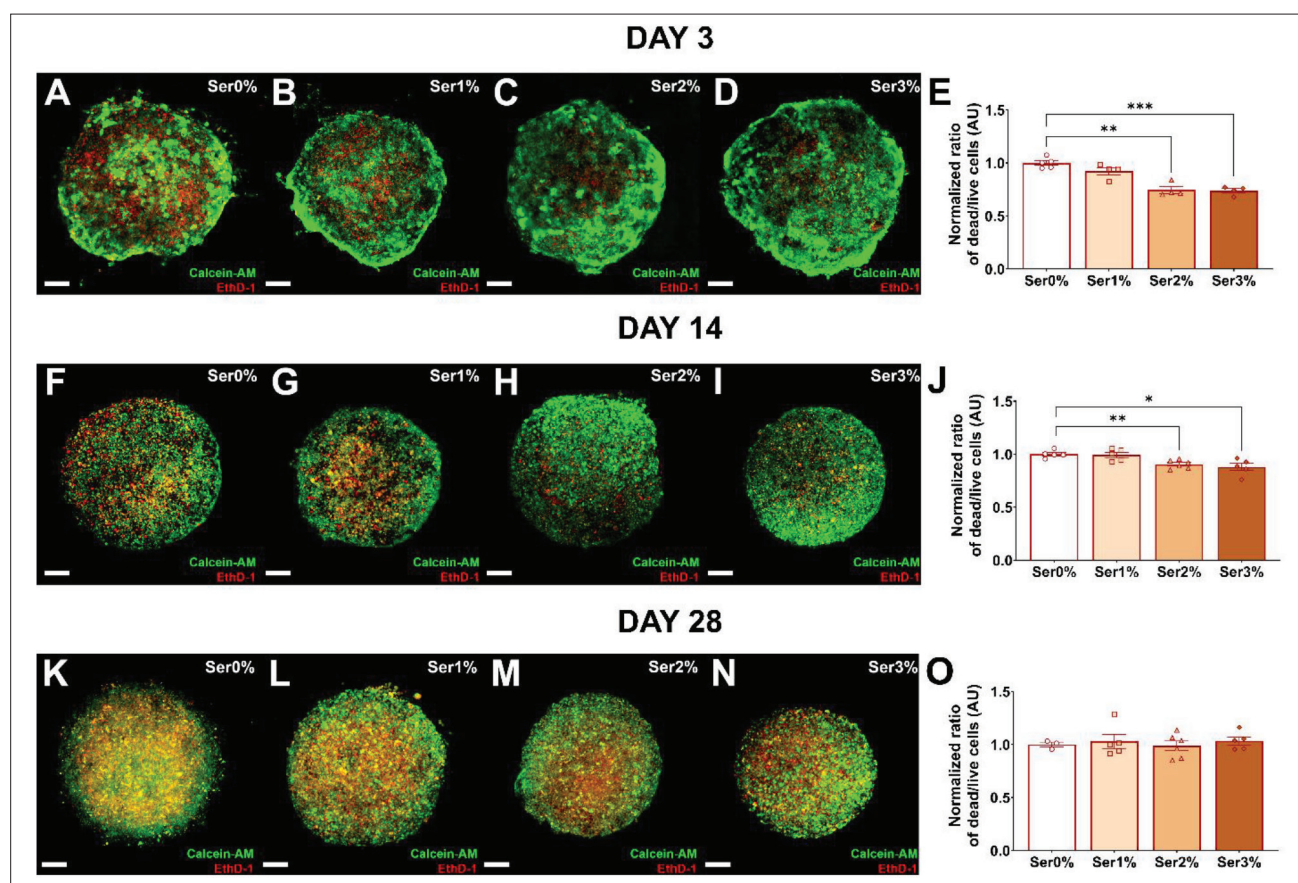 DAY 3
A Ser0% B Ser1% C Ser2% D Ser3% E
Calcein-AM Calcein-AM Calcein-AM Calcein-AM
EthD-1 EthD-1 EthD-1 EthD-1
Normalized ratio
of dead/live cells (AU)
1.5
1.0
0.5
0.0
***
**
Ser0% Ser1% Ser2% Ser3%
DAY 14
F Ser0% G Ser1% H Ser2% I Ser3% J
Calcein-AM Calcein-AM Calcein-AM Calcein-AM
EthD-1 EthD-1 EthD-1 EthD-1
Normalized ratio
of dead/live cells (AU)
1.5
1.0
0.5
0.0
*
**
Ser0% Ser1% Ser2% Ser3%
DAY 28
K Ser0% L Ser1% M Ser2% N Ser3% O
Calcein-AM Calcein-AM Calcein-AM Calcein-AM
EthD-1 EthD-1 EthD-1 EthD-1
Normalized ratio
of dead/live cells (AU)
1.5
1.0
0.5
0.0
Ser0% Ser1% Ser2% Ser3%